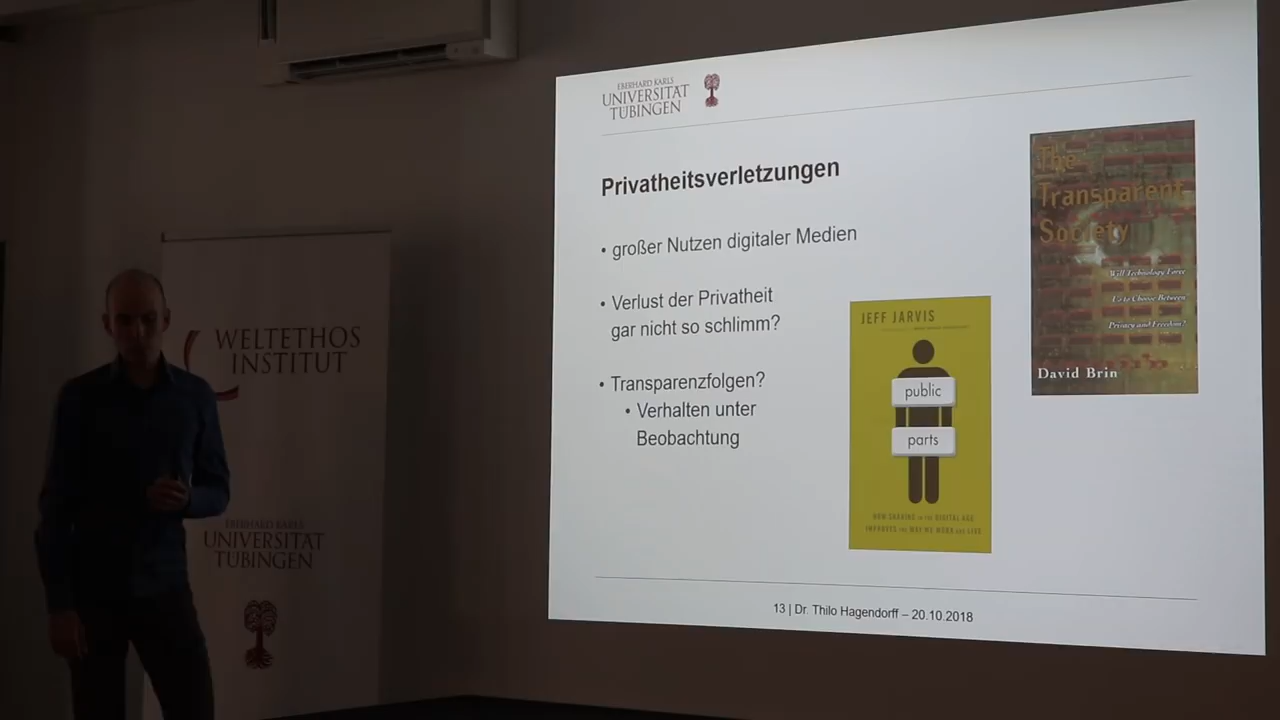 WELTETHOS
INSTITUT
EBERHARD KARLS
UNIVERSITÄT
TÜBINGEN
EBERHARD KARLS
UNIVERSITÄT
TÜBINGEN
Privatheitsverletzungen
• großer Nutzen digitaler Medien
• Verlust der Privatheit
gar nicht so schlimm?
• Transparenzfolgen?
• Verhalten unter
Beobachtung
JEFF JARVIS
public
parts
HOW SHARING IN THE DIGITAL AGE
IMPROVES THE WAY WE WORK AND LIVE
The
Transparent
Society
Will Technology Force
Us to Choose Between
Privacy and Freedom?
David Brin
13 | Dr. Thilo Hagendorff – 20.10.2018